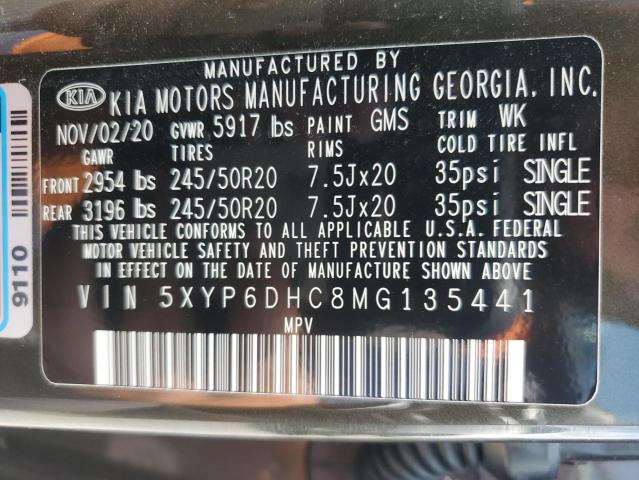 MANUFACTURED BY
KIA KIA MOTORS MANUFACTURING GEORGIA, INC.
NOV/02/20 GVWR 5917 lbs PAINT GMS TRIM WK
GAWR TIRES RIMS COLD TIRE INFL
FRONT 2954 lbs 245/50R20 7.5Jx20 35psi SINGLE
REAR 3196 lbs 245/50R20 7.5Jx20 35psi SINGLE
THIS VEHICLE CONFORMS TO ALL APPLICABLE U.S.A. FEDERAL
MOTOR VEHICLE SAFETY AND THEFT PREVENTION STANDARDS
IN EFFECT ON THE DATE OF MANUFACTURE SHOWN ABOVE.
VIN 5XYP6DHC8MG135441
MPV
9110